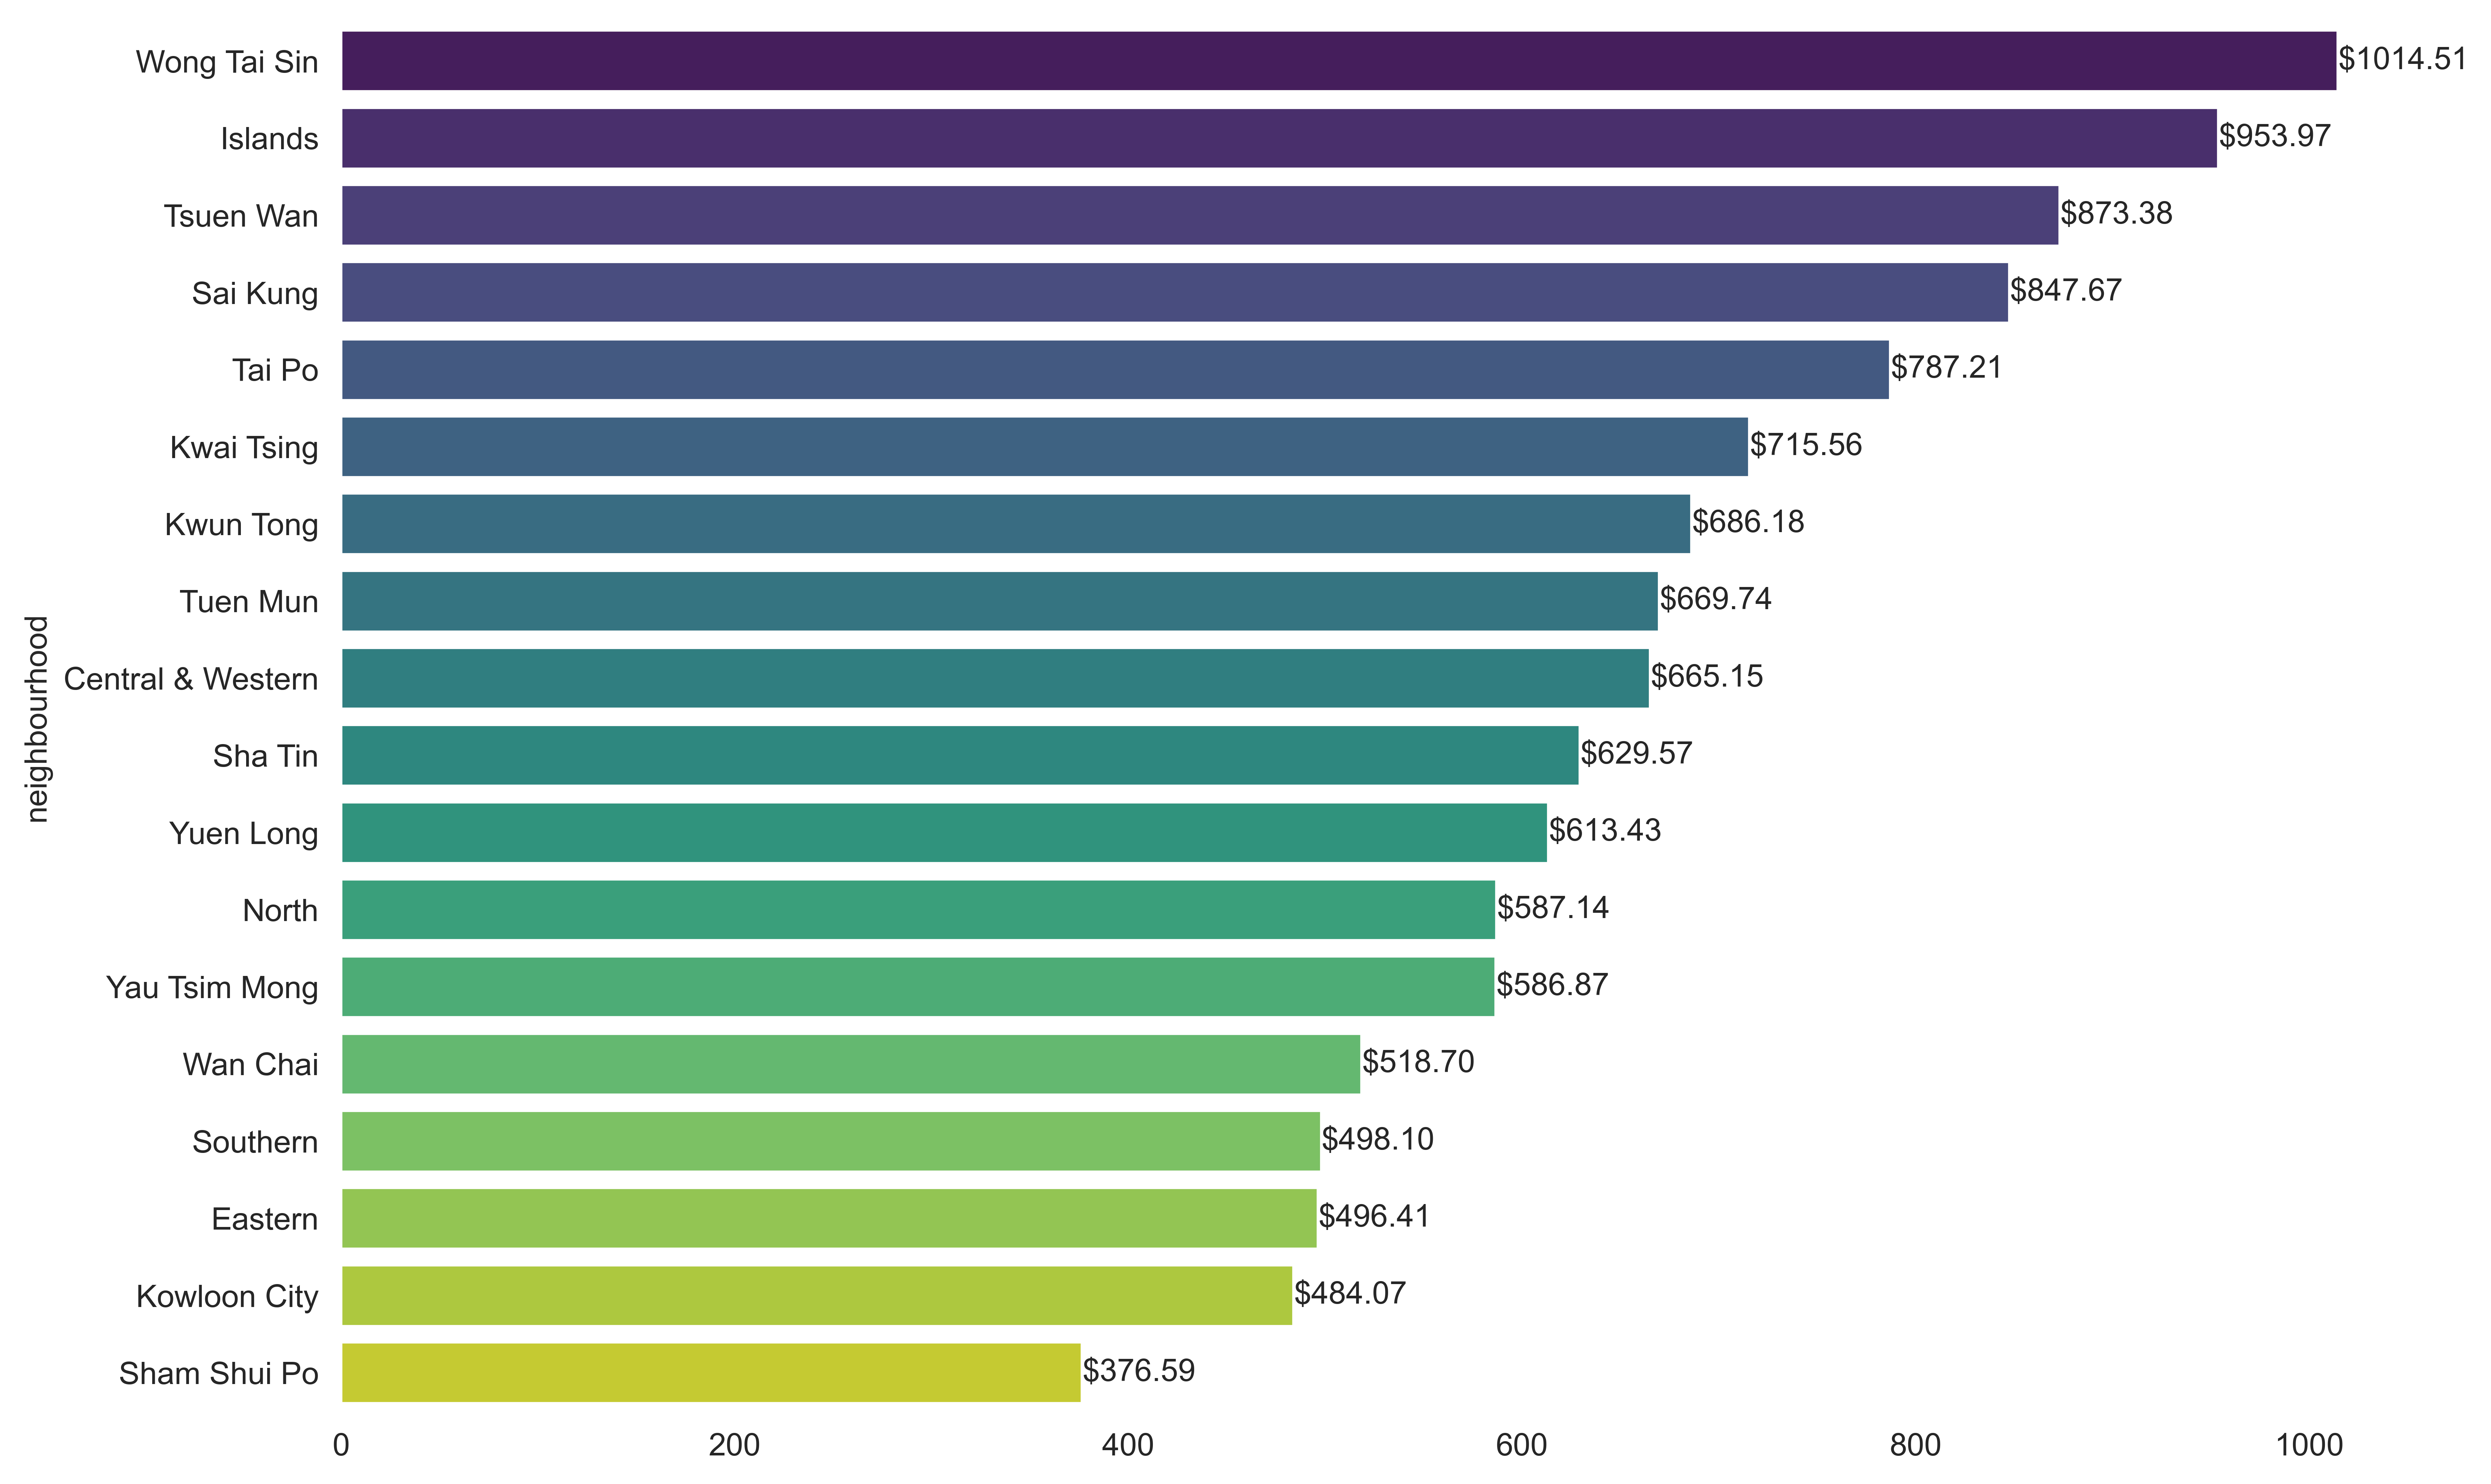 neighbourhood
Wong Tai Sin $1014.51
Islands $953.97
Tsuen Wan $873.38
Sai Kung $847.67
Tai Po $787.21
Kwai Tsing $715.56
Kwun Tong $686.18
Tuen Mun $669.74
Central & Western $665.15
Sha Tin $629.57
Yuen Long $613.43
North $587.14
Yau Tsim Mong $586.87
Wan Chai $518.70
Southern $498.10
Eastern $496.41
Kowloon City $484.07
Sham Shui Po $376.59
0 200 400 600 800 1000